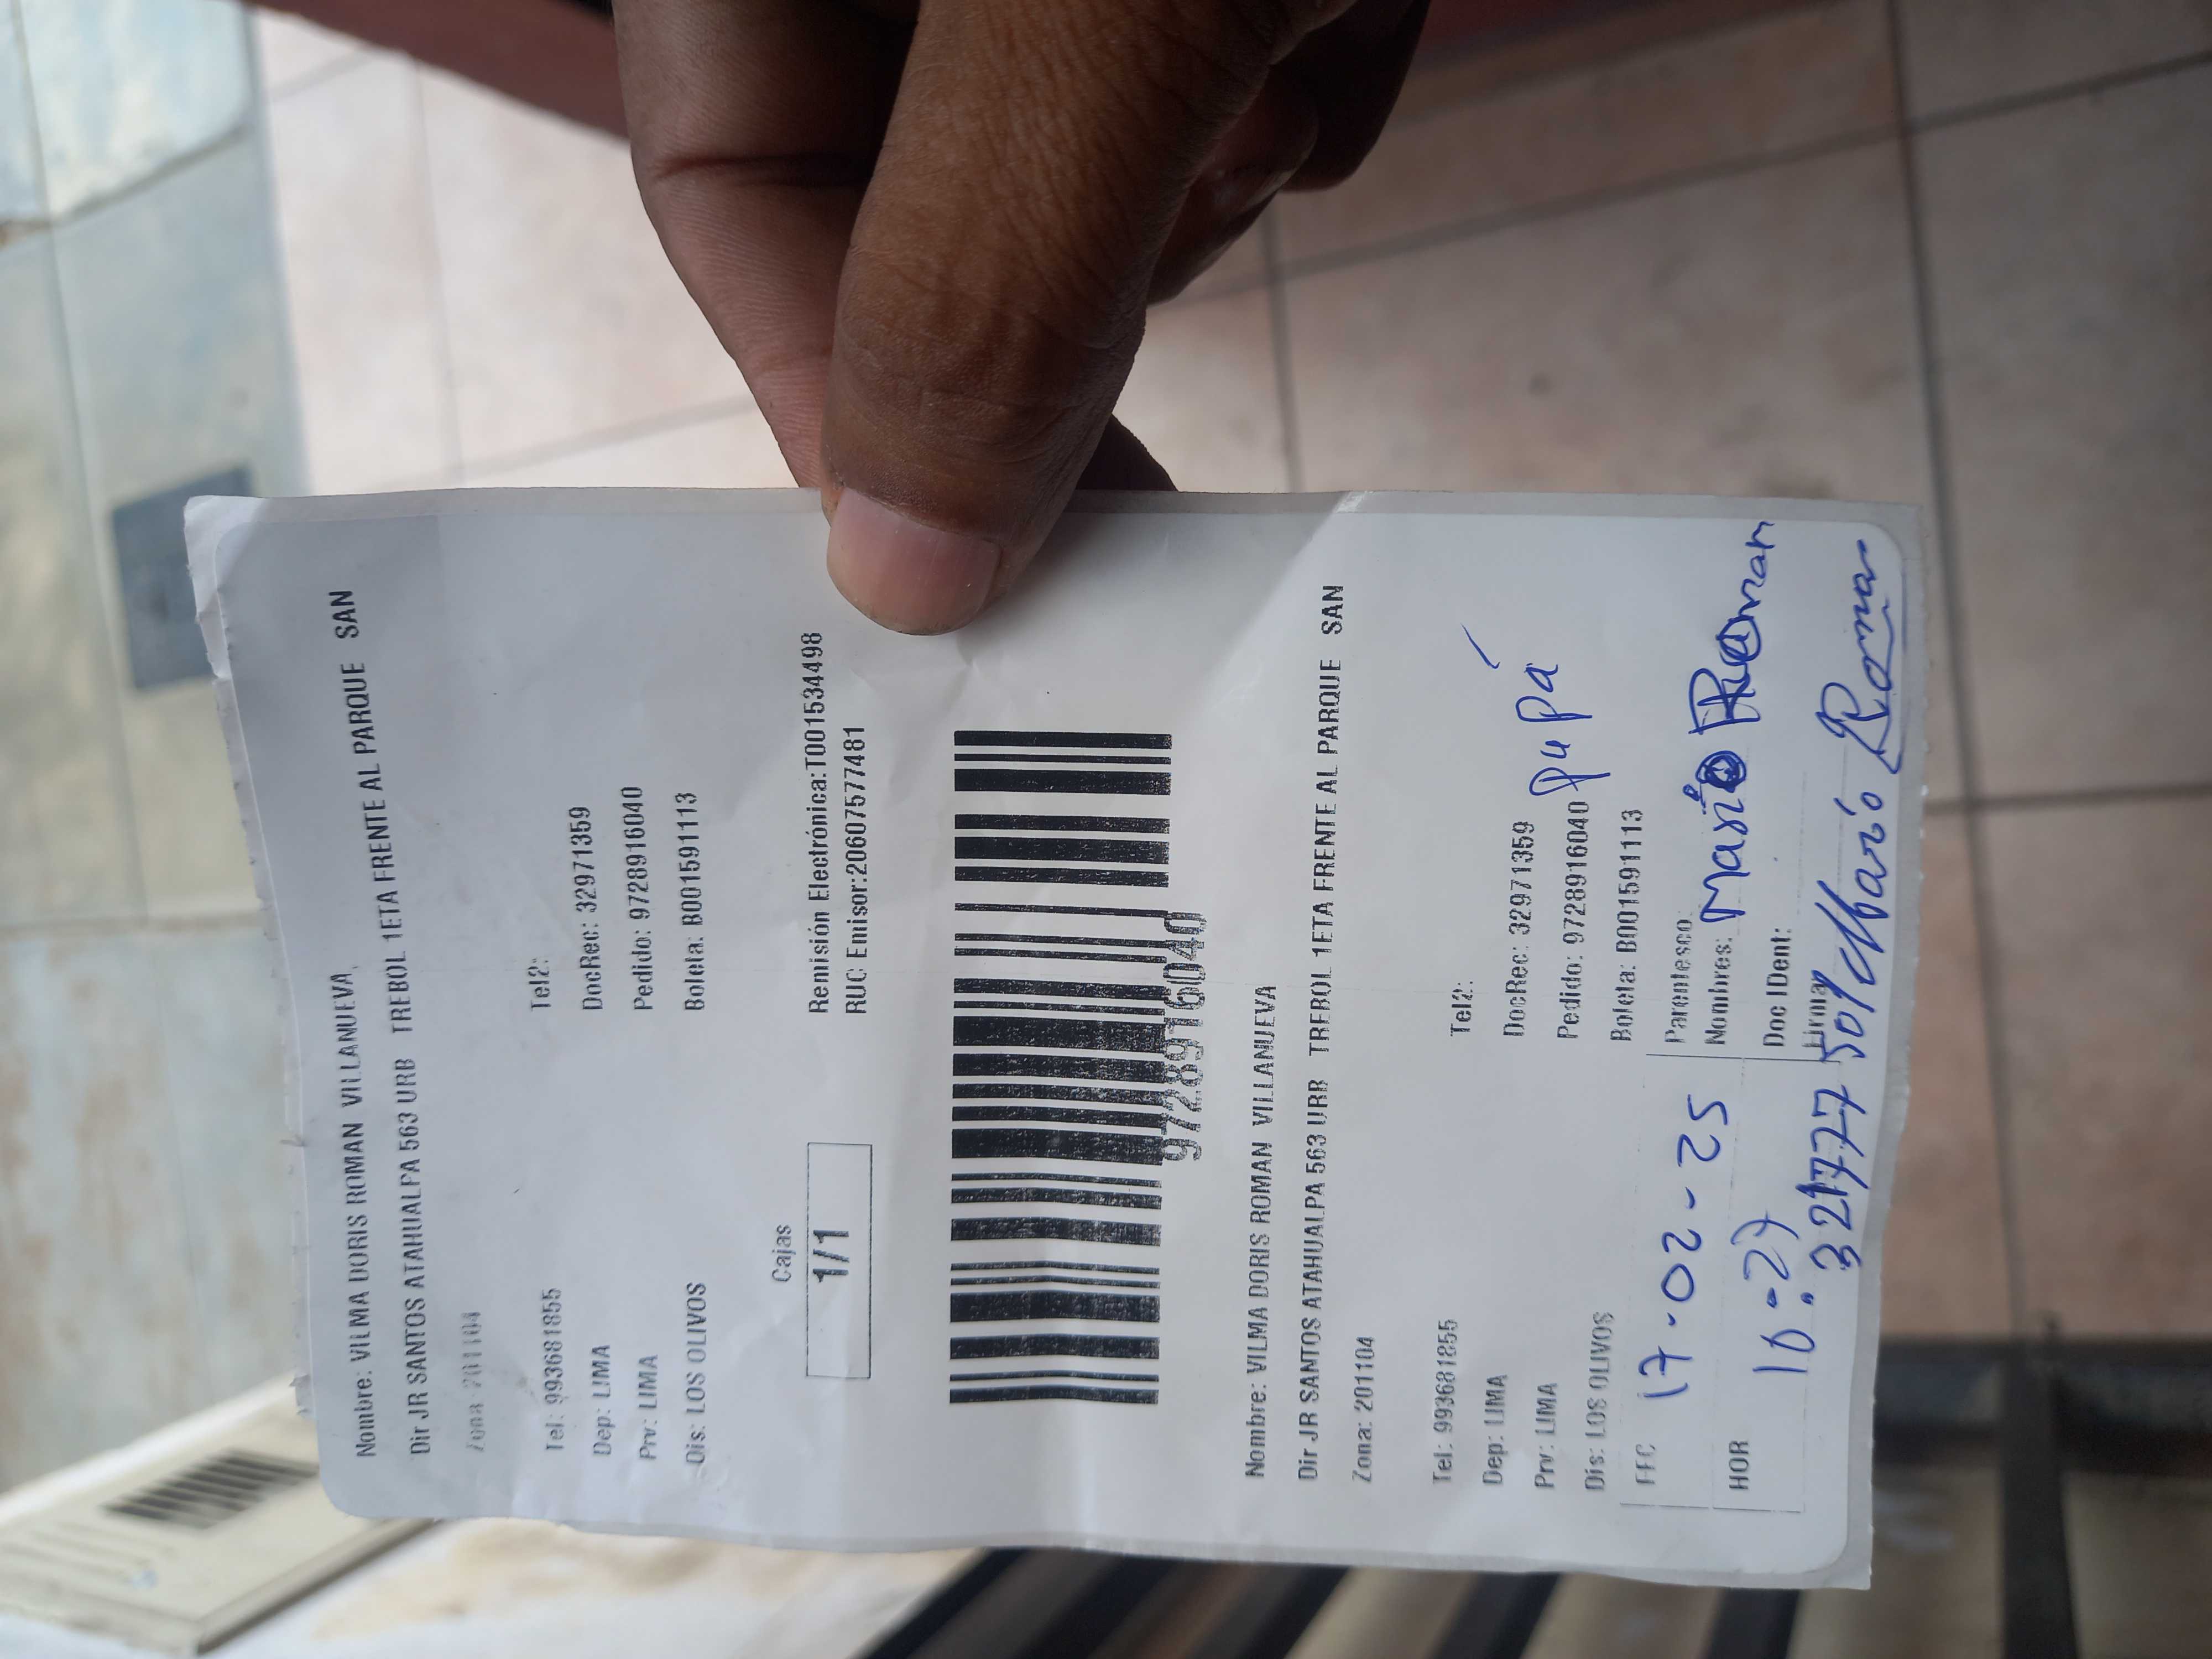 Nombre: VILMA DORIS ROMAN VILLANUEVA
Dir JR SANTOS ATAHUALPA 563 URB TREBOL 1ETA FRENTE AL PARQUE SAN
Zona 201104
Tel: 993681855 Tel2:
Dep: LIMA DocRec: 32971359
Prv: LIMA Pedido: 9728916040
Dis: LOS OLIVOS Boleta: B001591113
Cajas
1/1
Remisión Electrónica:T001534498
RUC Emisor:20607577481
9728916040
Nombre: VILMA DORIS ROMAN VILLANUEVA
Dir JR SANTOS ATAHUALPA 563 URB TREBOL 1ETA FRENTE AL PARQUE SAN
Zona: 201104
Tel: 993681855 Tel2:
Dep: LIMA DocRec: 32971359
Prv: LIMA Pedido: 9728916040
Dis: LOS OLIVOS Boleta: B001591113
papá
FEC 17-02-25 Parentesco:
Nombres: Mario Roman
HOR 10:27 Doc IDent:
Firma:
Roman